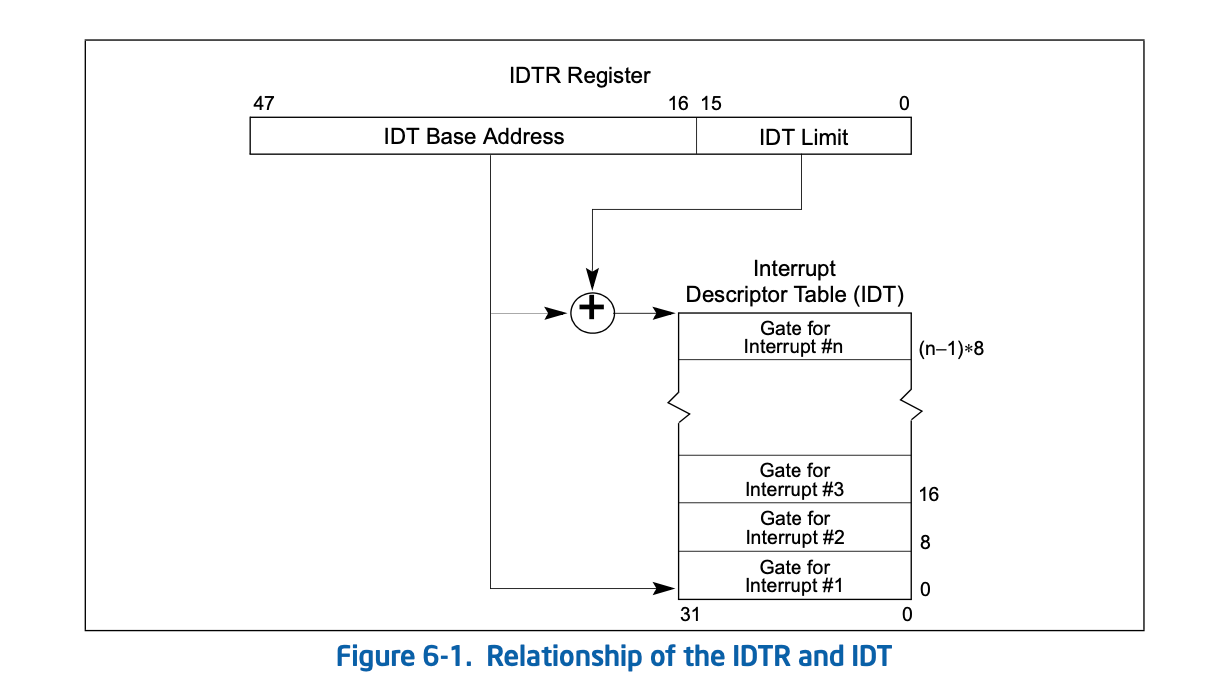 IDTR Register
47 16 15 0
IDT Base Address IDT Limit
+
Interrupt
Descriptor Table (IDT)
Gate for
Interrupt #n
(n–1)∗8
Gate for
Interrupt #3
16
Gate for
Interrupt #2
8
Gate for
Interrupt #1
0
31 0
Figure 6-1. Relationship of the IDTR and IDT